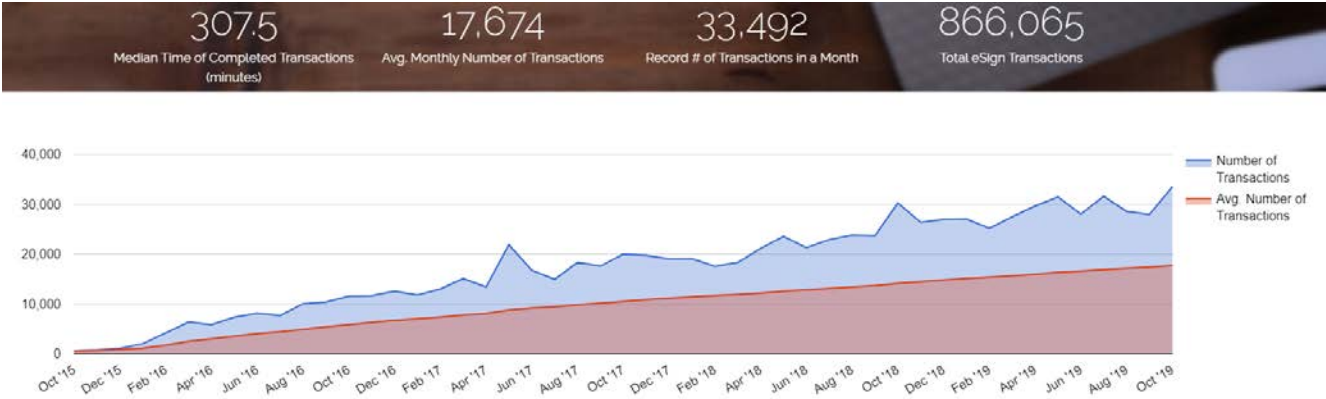 307.5
Median Time of Completed Transactions
(minutes)
17,674
Avg. Monthly Number of Transactions
33,492
Record # of Transactions in a Month
866,065
Total eSign Transactions
40,000
30,000
20,000
10,000
0
Number of
Transactions
Avg. Number of
Transactions
Oct '15
Dec '15
Feb '16
Apr '16
Jun '16
Aug '16
Oct '16
Dec '16
Feb '17
Apr '17
Jun '17
Aug '17
Oct '17
Dec '17
Feb '18
Apr '18
Jun '18
Aug '18
Oct '18
Dec '18
Feb '19
Apr '19
Jun '19
Aug '19
Oct '19